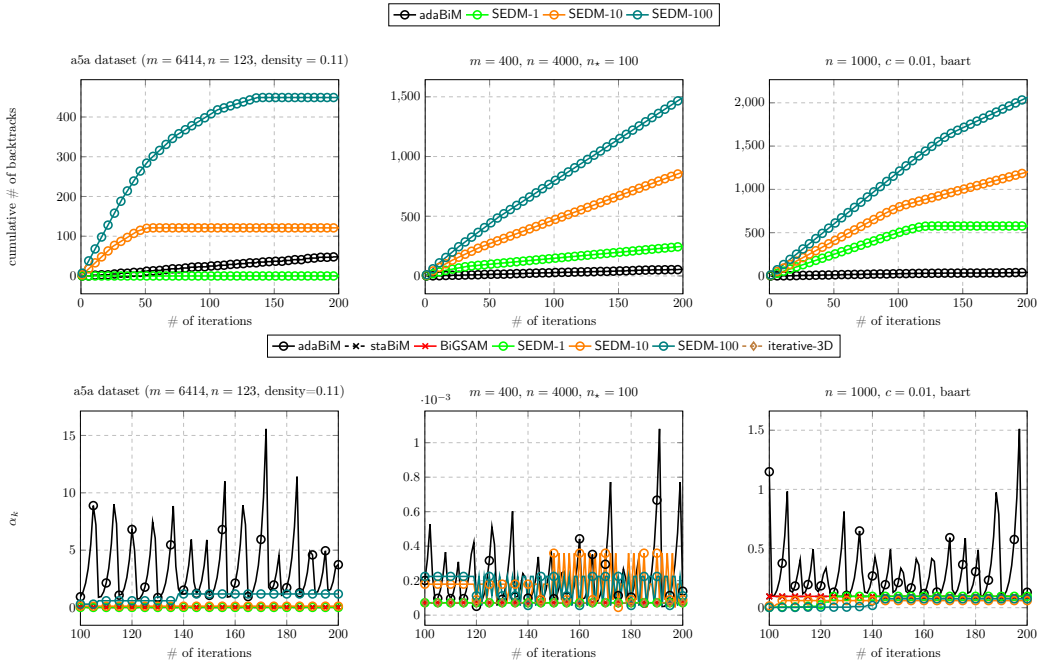 adaBiM SEDM-1 SEDM-10 SEDM-100
a5a dataset (m = 6414, n = 123, density = 0.11)
m = 400, n = 4000, n⋆ = 100
n = 1000, c = 0.01, baart
cumulative # of backtracks
400
300
200
100
0
0 50 100 150 200
# of iterations
1,500
1,000
500
0
0 50 100 150 200
# of iterations
2,000
1,500
1,000
500
0
0 50 100 150 200
# of iterations
adaBiM staBiM BiGSAM SEDM-1 SEDM-10 SEDM-100 iterative-3D
a5a dataset (m = 6414, n = 123, density=0.11)
m = 400, n = 4000, n⋆ = 100
n = 1000, c = 0.01, baart
α_k
15
10
5
0
100 120 140 160 180 200
# of iterations
·10⁻³
1
0.8
0.6
0.4
0.2
0
100 120 140 160 180 200
# of iterations
1.5
1
0.5
0
100 120 140 160 180 200
# of iterations